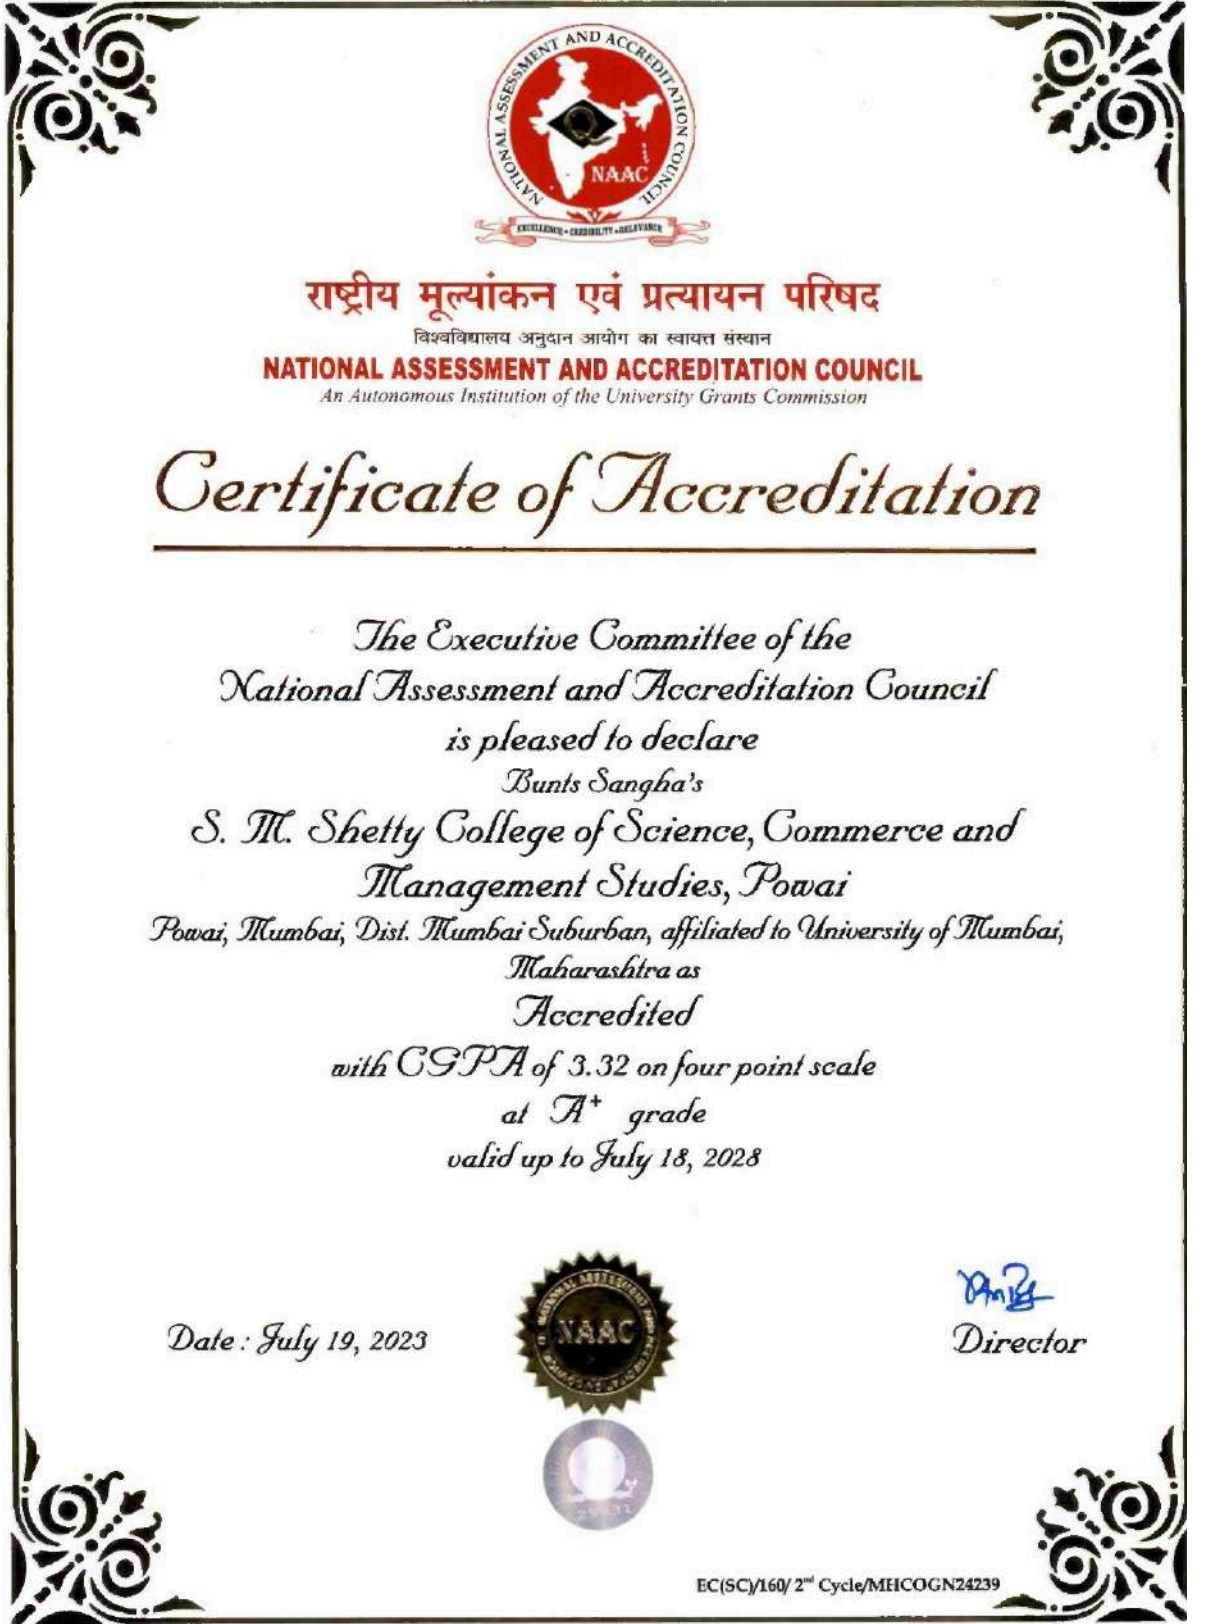 NATIONAL ASSESSMENT AND ACCREDITATION COUNCIL
NAAC
EXCELLENCE • CREDIBILITY • RELEVANCE
राष्ट्रीय मूल्यांकन एवं प्रत्यायन परिषद
विश्वविद्यालय अनुदान आयोग का स्वायत्त संस्थान
NATIONAL ASSESSMENT AND ACCREDITATION COUNCIL
An Autonomous Institution of the University Grants Commission
Certificate of Accreditation
The Executive Committee of the
National Assessment and Accreditation Council
is pleased to declare
Bunts Sangha's
S. M. Shetty College of Science, Commerce and
Management Studies, Powai
Powai, Mumbai, Dist. Mumbai Suburban, affiliated to University of Mumbai,
Maharashtra as
Accredited
with CGPA of 3.32 on four point scale
at A+ grade
valid up to July 18, 2028
NAAC
Date : July 19, 2023
Director
EC(SC)/160/ 2nd Cycle/MHCOGN24239